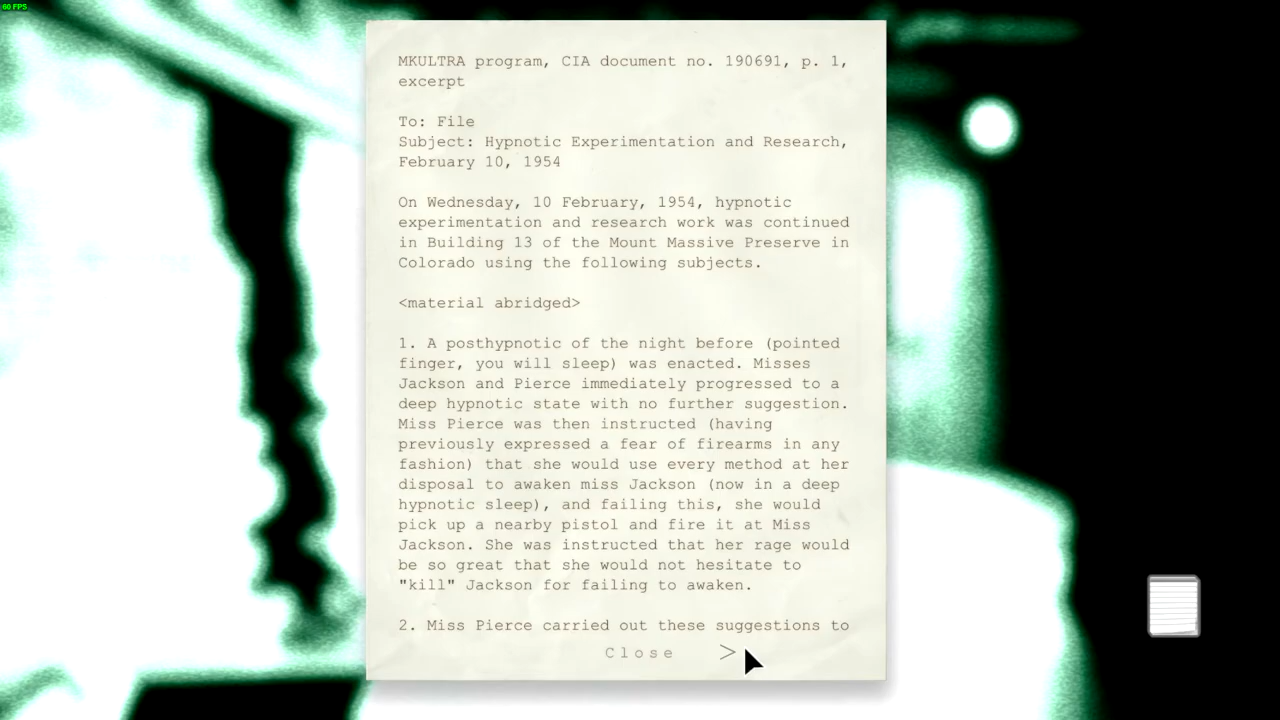 60 FPS
MKULTRA program, CIA document no. 190691, p. 1,
excerpt
To: File
Subject: Hypnotic Experimentation and Research,
February 10, 1954
On Wednesday, 10 February, 1954, hypnotic
experimentation and research work was continued
in Building 13 of the Mount Massive Preserve in
Colorado using the following subjects.
<material abridged>
1. A posthypnotic of the night before (pointed
finger, you will sleep) was enacted. Misses
Jackson and Pierce immediately progressed to a
deep hypnotic state with no further suggestion.
Miss Pierce was then instructed (having
previously expressed a fear of firearms in any
fashion) that she would use every method at her
disposal to awaken miss Jackson (now in a deep
hypnotic sleep), and failing this, she would
pick up a nearby pistol and fire it at Miss
Jackson. She was instructed that her rage would
be so great that she would not hesitate to
"kill" Jackson for failing to awaken.
2. Miss Pierce carried out these suggestions to
Close >